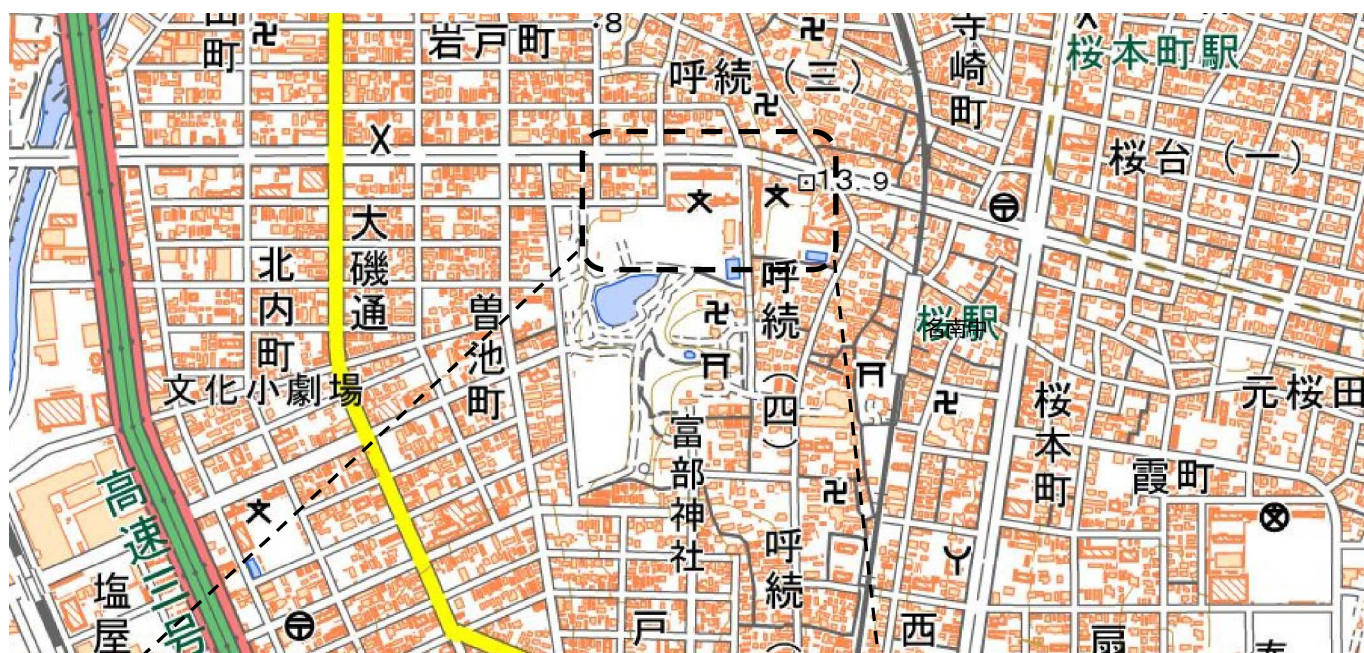 岩戸町
8
呼続（三）
寺崎町
桜本町駅
桜台（一）
13.9
大磯通
北内町
曽池町
呼続（四）
桜駅
文化小劇場
富部神社
桜本町
元桜田
霞町
高速三号
塩屋
呼続
戸
西
扇